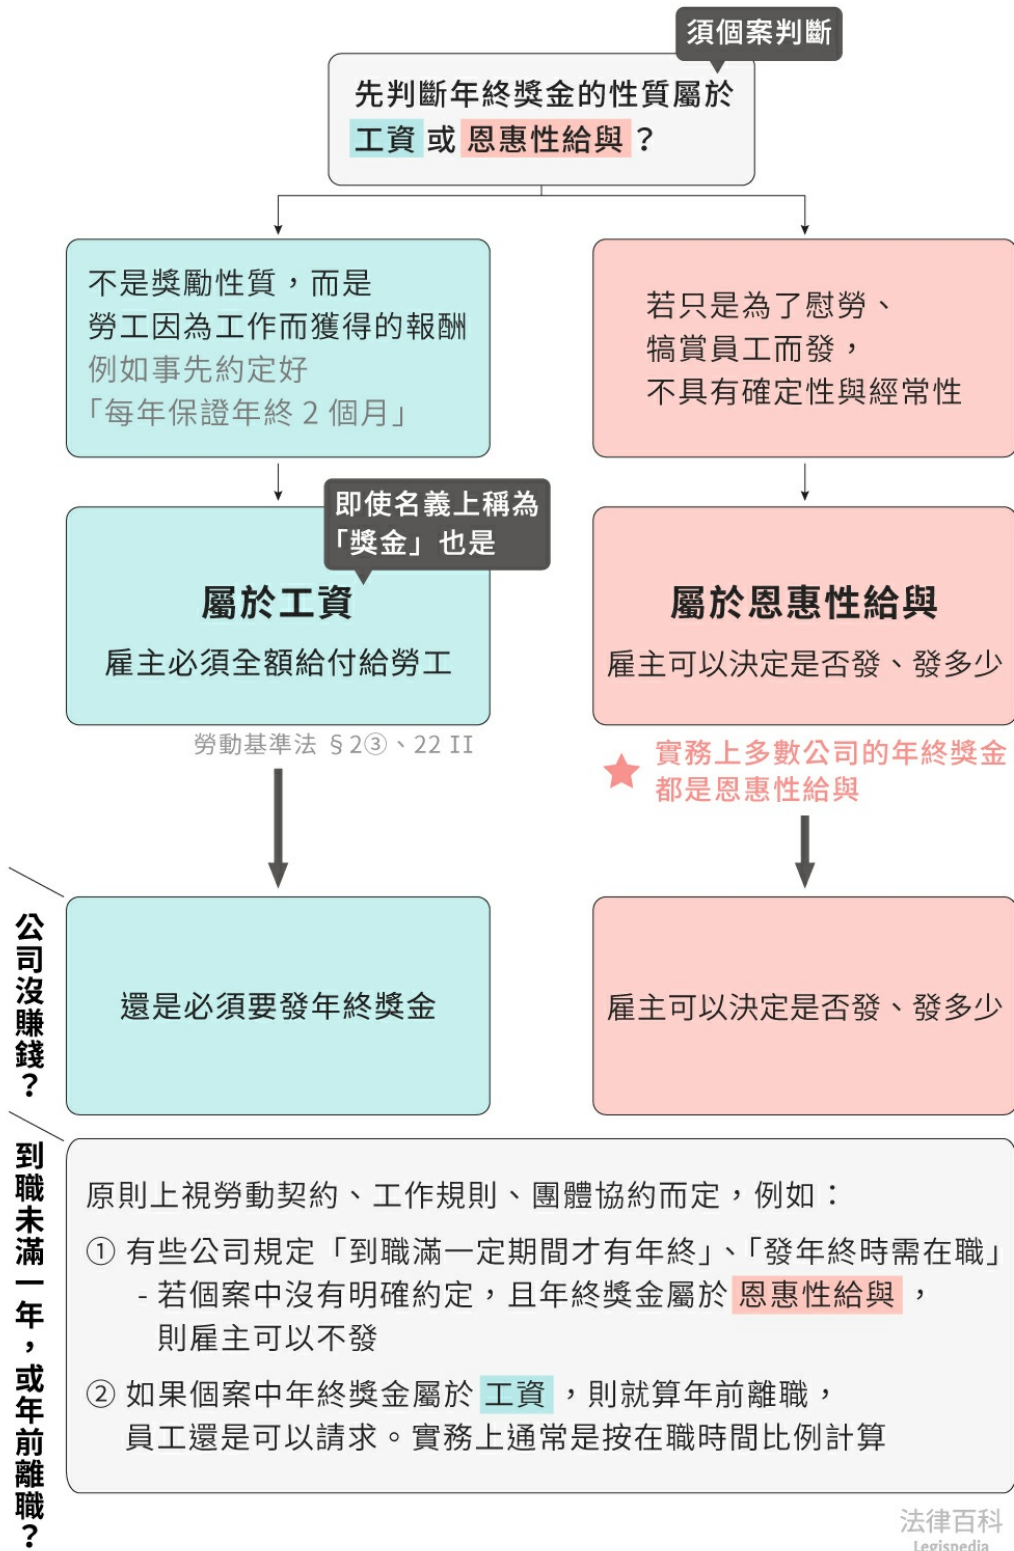 須個案判斷
先判斷年終獎金的性質屬於
工資 或 恩惠性給與 ？
不是獎勵性質，而是
勞工因為工作而獲得的報酬
例如事先約定好
「每年保證年終 2 個月」
若只是為了慰勞、
犒賞員工而發，
不具有確定性與經常性
即使名義上稱為
「獎金」也是
屬於工資
雇主必須全額給付給勞工
勞動基準法 §2③、22 II
屬於恩惠性給與
雇主可以決定是否發、發多少
★ 實務上多數公司的年終獎金
都是恩惠性給與
公司沒賺錢？
還是必須要發年終獎金
雇主可以決定是否發、發多少
到職未滿一年，或年前離職？
原則上視勞動契約、工作規則、團體協約而定，例如：
① 有些公司規定「到職滿一定期間才有年終」、「發年終時需在職」
- 若個案中沒有明確約定，且年終獎金屬於 恩惠性給與 ，
則雇主可以不發
② 如果個案中年終獎金屬於 工資 ，則就算年前離職，
員工還是可以請求。實務上通常是按在職時間比例計算
法律百科
Legispedia